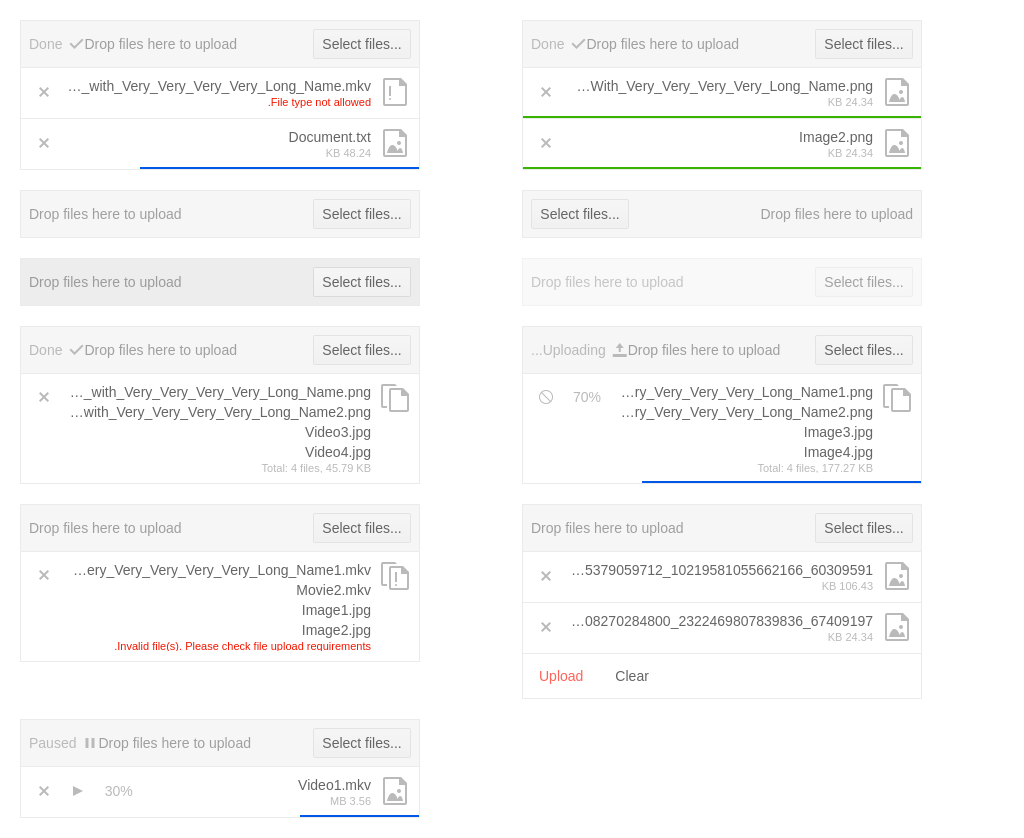 Done Drop files here to upload Select files...
..._with_Very_Very_Very_Very_Long_Name.mkv
.File type not allowed
Document.txt
KB 48.24
Done Drop files here to upload Select files...
...With_Very_Very_Very_Very_Long_Name.png
KB 24.34
Image2.png
KB 24.34
Drop files here to upload Select files...
Select files... Drop files here to upload
Drop files here to upload Select files...
Drop files here to upload Select files...
Done Drop files here to upload Select files...
..._with_Very_Very_Very_Very_Long_Name.png
...with_Very_Very_Very_Very_Long_Name2.png
Video3.jpg
Video4.jpg
Total: 4 files, 45.79 KB
...Uploading Drop files here to upload Select files...
70% ...ry_Very_Very_Very_Long_Name1.png
...ry_Very_Very_Very_Long_Name2.png
Image3.jpg
Image4.jpg
Total: 4 files, 177.27 KB
Drop files here to upload Select files...
...ery_Very_Very_Very_Very_Long_Name1.mkv
Movie2.mkv
Image1.jpg
Image2.jpg
.Invalid file(s). Please check file upload requirements
Drop files here to upload Select files...
...5379059712_10219581055662166_60309591
KB 106.43
...08270284800_2322469807839836_67409197
KB 24.34
Upload Clear
Paused Drop files here to upload Select files...
30% Video1.mkv
MB 3.56